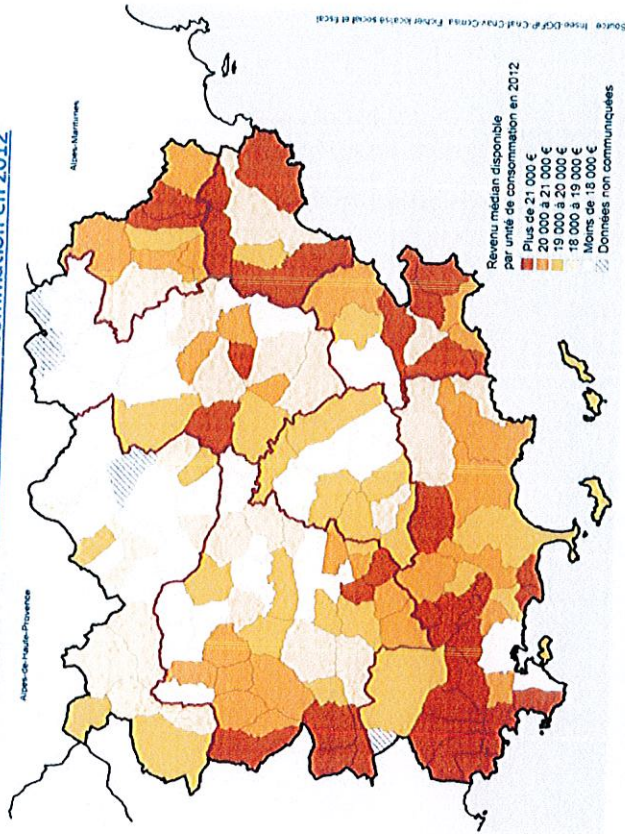 consommation en 2012
Alpes-de-Haute-Provence
Alpes-Maritimes
Revenu médian disponible
par unité de consommation en 2012
Plus de 21 000 €
20 000 à 21 000 €
19 000 à 20 000 €
18 000 à 19 000 €
Moins de 18 000 €
Données non communiquées
Source Insee-DGFiP-Cnaf-Cnav-Ccmsa Fichier localisé social et fiscal